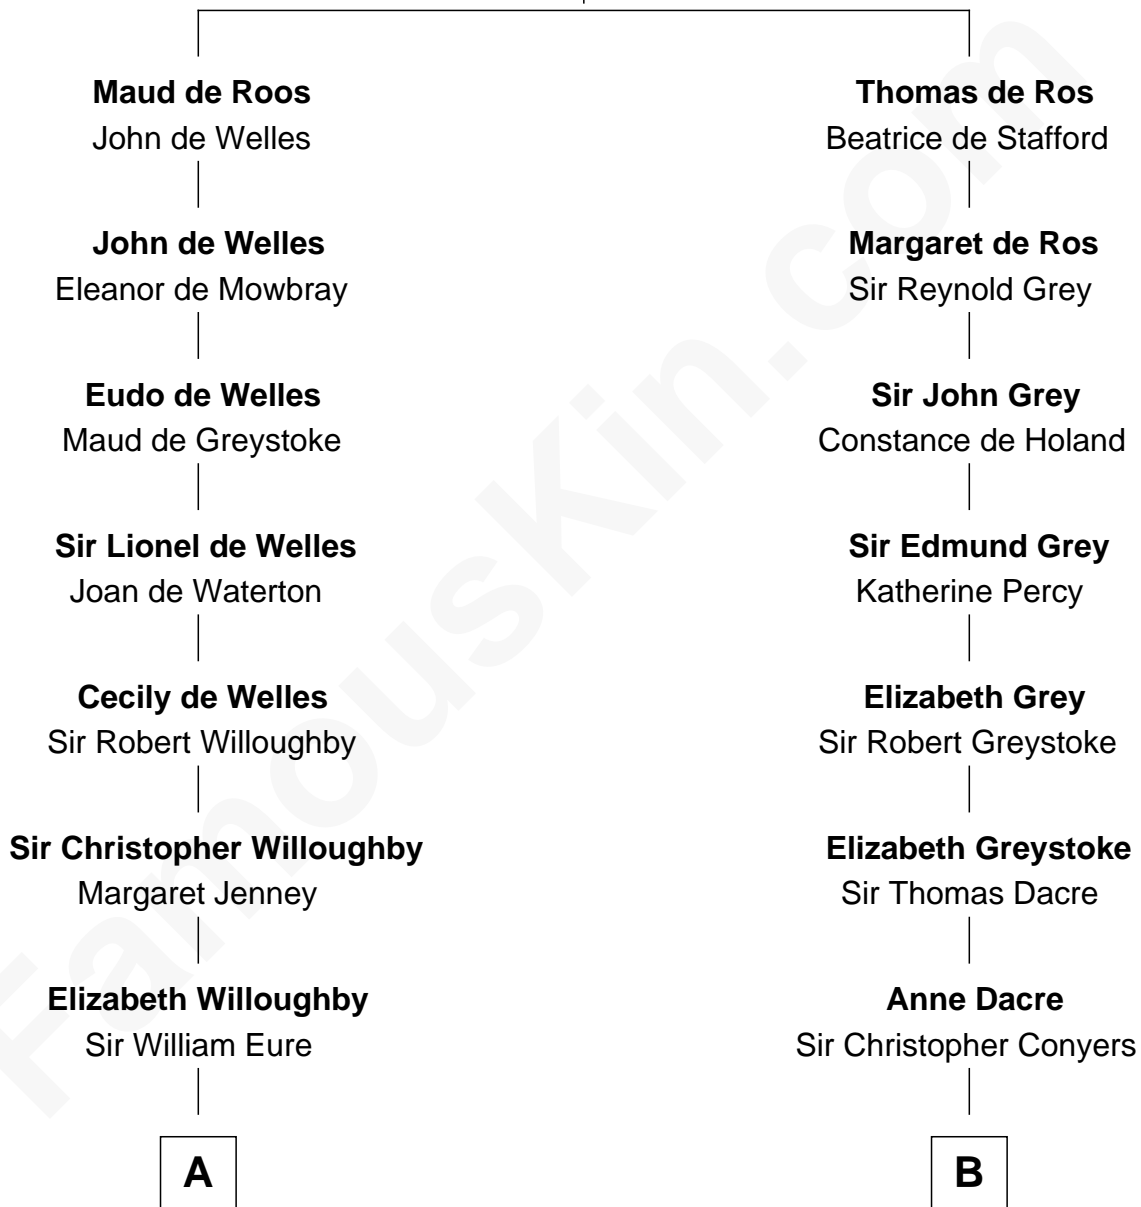 Maud de Roos
John de Welles
Thomas de Ros
Beatrice de Stafford
John de Welles
Eleanor de Mowbray
Margaret de Ros
Sir Reynold Grey
Eudo de Welles
Maud de Greystoke
Sir John Grey
Constance de Holand
Sir Lionel de Welles
Joan de Waterton
Sir Edmund Grey
Katherine Percy
Cecily de Welles
Sir Robert Willoughby
Elizabeth Grey
Sir Robert Greystoke
Sir Christopher Willoughby
Margaret Jenney
Elizabeth Greystoke
Sir Thomas Dacre
Elizabeth Willoughby
Sir William Eure
Anne Dacre
Sir Christopher Conyers
A
B
FamousKin.com